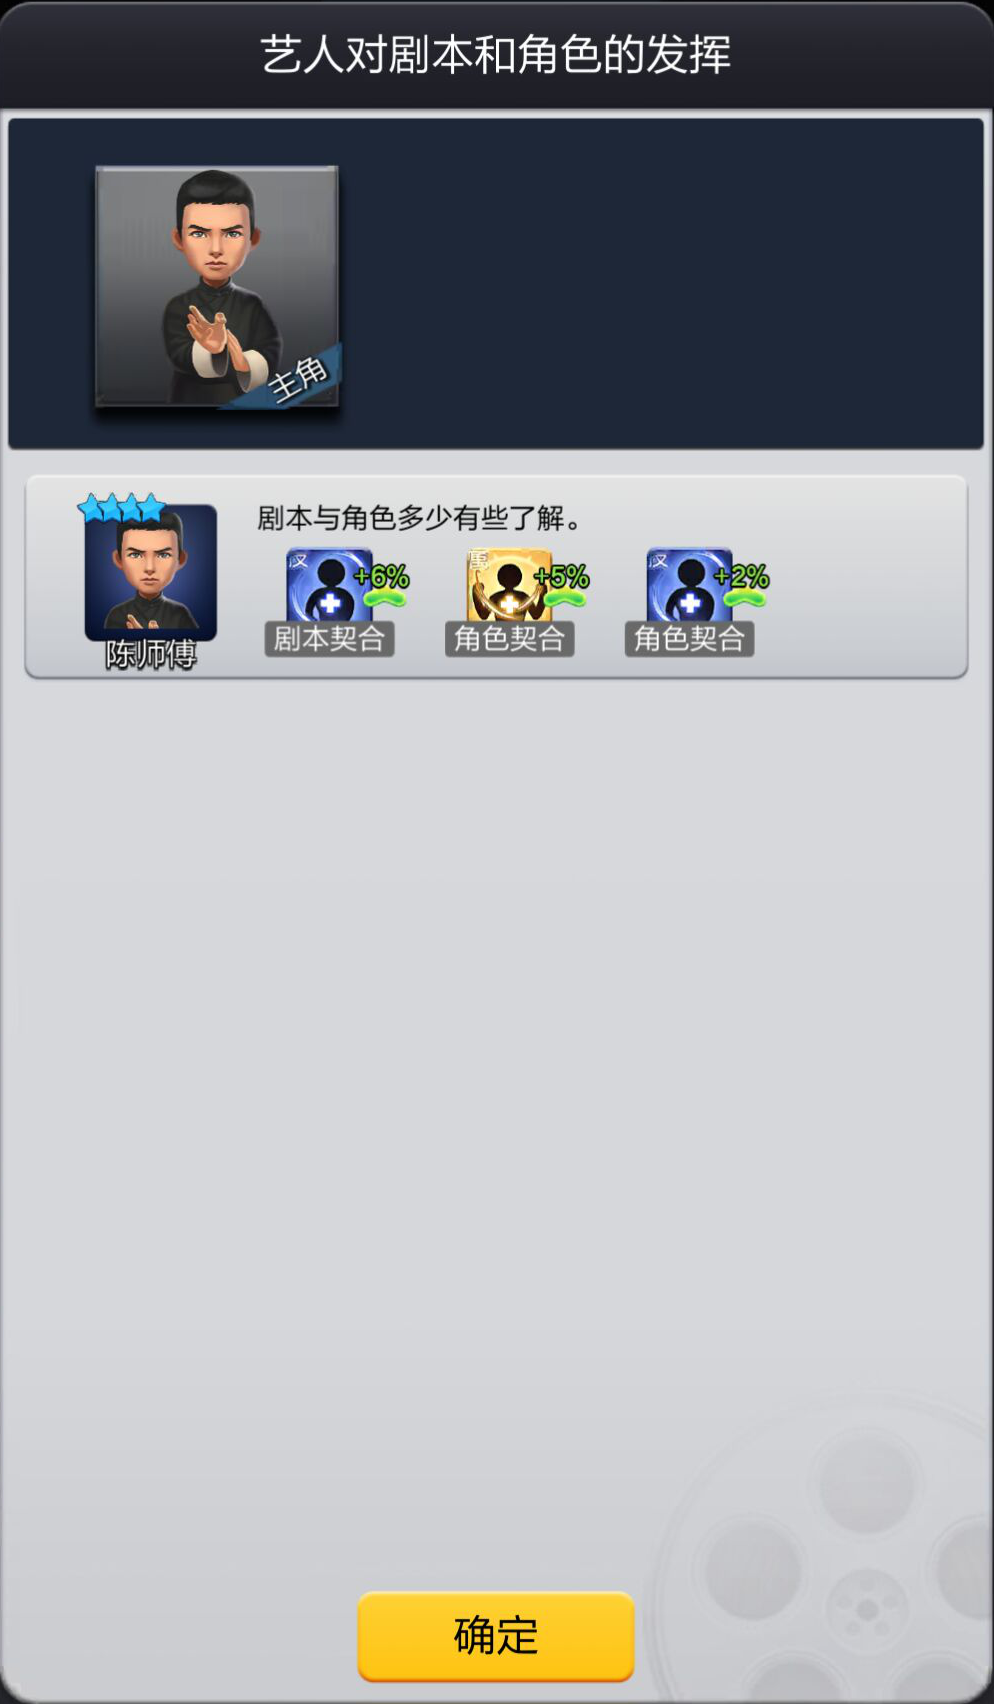 艺人对剧本和角色的发挥
主角
剧本与角色多少有些了解。
汉 +6% +5% 汉 +2%
剧本契合 角色契合 角色契合
陈师傅
确定